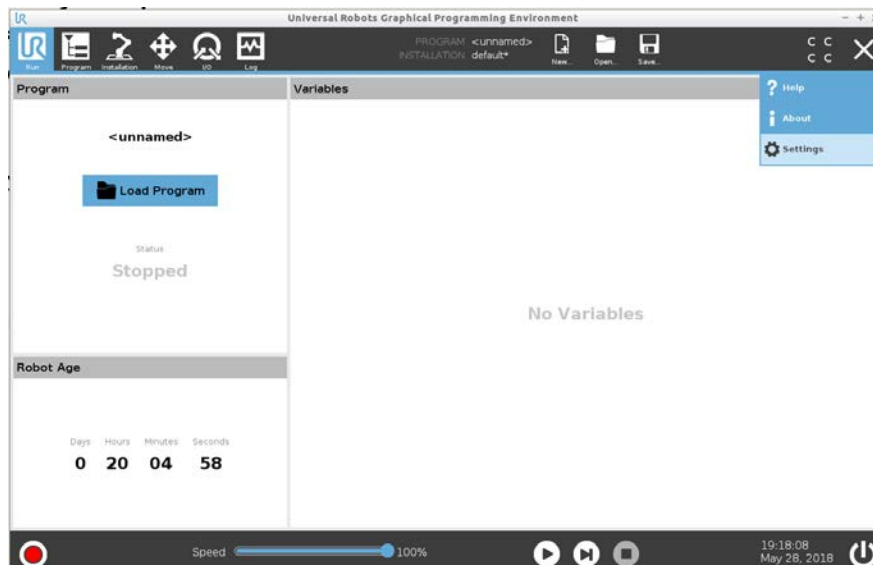 UR
Universal Robots Graphical Programming Environment
UR
Run
Program
Installation
Move
I/O
Log
PROGRAM <unnamed>
INSTALLATION default*
New...
Open...
Save...
C C
C C
Program
Variables
? Help
i About
Settings
<unnamed>
Load Program
Status
Stopped
No Variables
Robot Age
Days Hours Minutes Seconds
0 20 04 58
Speed 100%
19:18:08
May 28, 2018